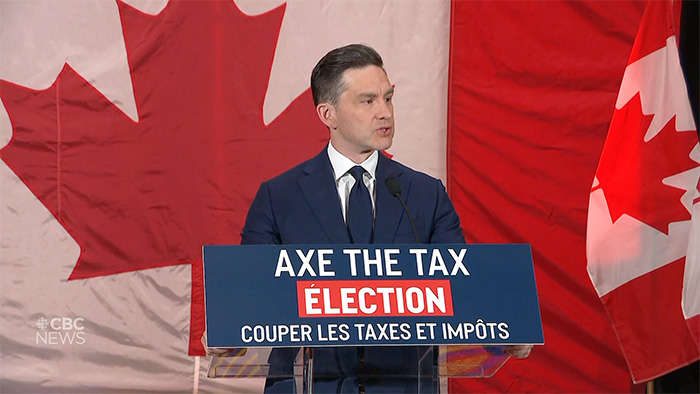 AXE THE TAX
ÉLECTION
COUPER LES TAXES ET IMPÔTS
CBC
NEWS